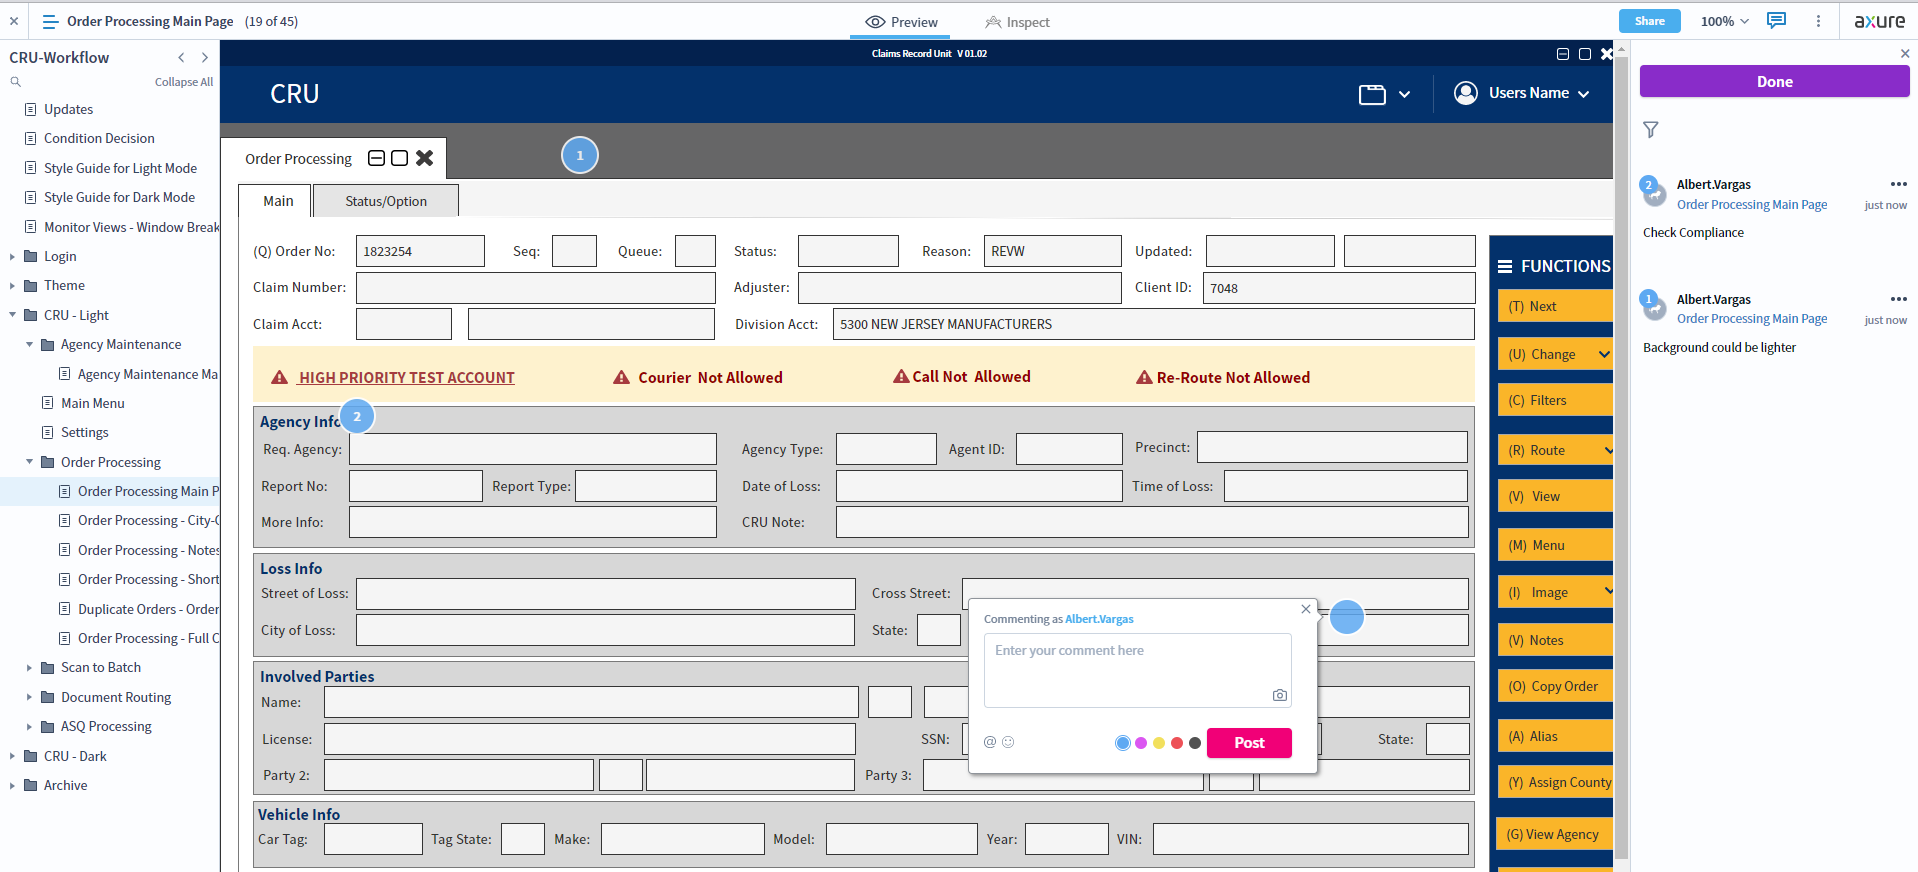 Order Processing Main Page (19 of 45)
Preview
Inspect
Share
100%
axure
CRU-Workflow
Collapse All
Updates
Condition Decision
Style Guide for Light Mode
Style Guide for Dark Mode
Monitor Views - Window Break
Login
Theme
CRU - Light
Agency Maintenance
Agency Maintenance Ma
Main Menu
Settings
Order Processing
Order Processing Main P
Order Processing - City-C
Order Processing - Notes
Order Processing - Short
Duplicate Orders - Order
Order Processing - Full C
Scan to Batch
Document Routing
ASQ Processing
CRU - Dark
Archive
Claims Record Unit V 01.02
CRU
Users Name
Order Processing
1
Main
Status/Option
(Q) Order No: 1823254 Seq: Queue: Status: Reason: REVW Updated:
Claim Number: Adjuster: Client ID: 7048
Claim Acct: Division Acct: 5300 NEW JERSEY MANUFACTURERS
HIGH PRIORITY TEST ACCOUNT Courier Not Allowed Call Not Allowed Re-Route Not Allowed
Agency Info
2
Req. Agency: Agency Type: Agent ID: Precinct:
Report No: Report Type: Date of Loss: Time of Loss:
More Info: CRU Note:
Loss Info
Street of Loss: Cross Street:
City of Loss: State:
Involved Parties
Name:
License: SSN: State:
Party 2: Party 3:
Vehicle Info
Car Tag: Tag State: Make: Model: Year: VIN:
Commenting as Albert.Vargas
Enter your comment here
@
Post
FUNCTIONS
(T) Next
(U) Change
(C) Filters
(R) Route
(V) View
(M) Menu
(I) Image
(V) Notes
(O) Copy Order
(A) Alias
(Y) Assign County
(G) View Agency
Done
2
Albert.Vargas
Order Processing Main Page
just now
Check Compliance
1
Albert.Vargas
Order Processing Main Page
just now
Background could be lighter